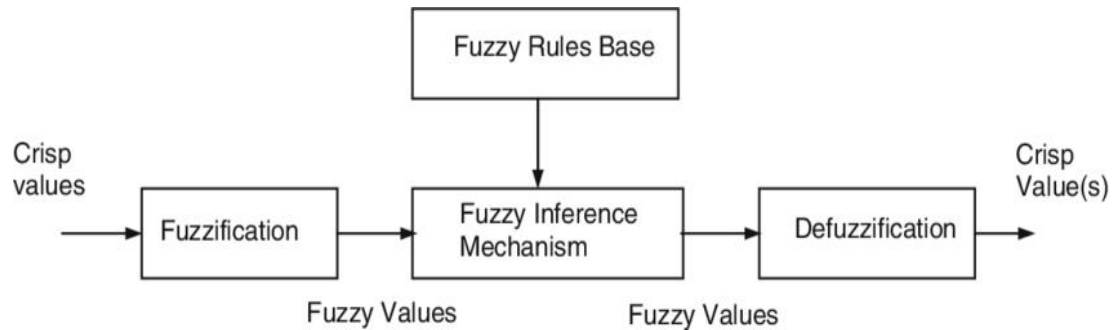 Fuzzy Rules Base
Crisp
values
Crisp
Value(s)
Fuzzification
Fuzzy Inference
Mechanism
Defuzzification
Fuzzy Values
Fuzzy Values